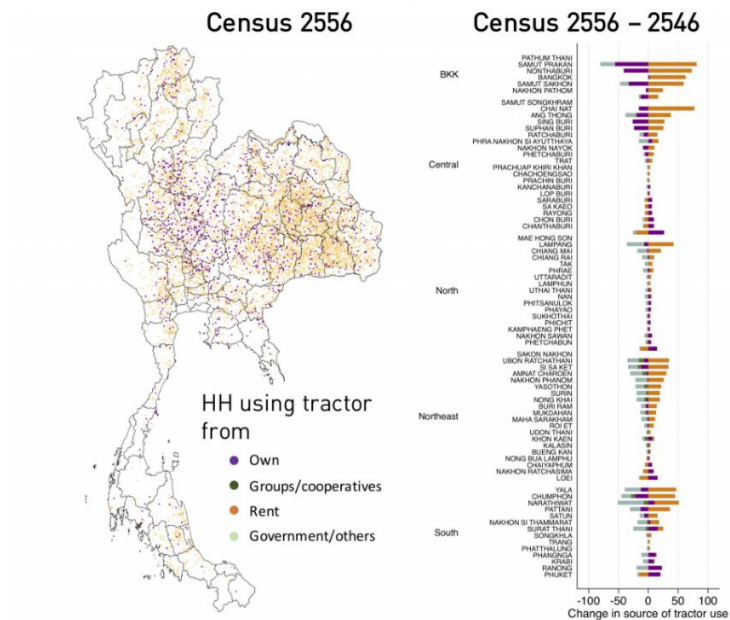 Census 2556
HH using tractor
from
Own
Groups/cooperatives
Rent
Government/others
Census 2556 – 2546
BKK
PATHUM THANI
SAMUT PRAKAN
NONTHABURI
BANGKOK
SAMUT SAKHON
NAKHON PATHOM
Central
SAMUT SONGKHRAM
CHAI NAT
ANG THONG
SING BURI
SUPHAN BURI
RATCHABURI
PHRA NAKHON SI AYUTTHAYA
NAKHON NAYOK
PHETCHABURI
TRAT
PRACHUAP KHIRI KHAN
CHACHOENGSAO
PRACHIN BURI
KANCHANABURI
LOP BURI
SARABURI
SA KAEO
RAYONG
CHON BURI
CHANTHABURI
North
MAE HONG SON
LAMPANG
CHIANG MAI
CHIANG RAI
TAK
PHRAE
UTTARADIT
LAMPHUN
UTHAI THANI
NAN
PHITSANULOK
PHAYAO
SUKHOTHAI
PHICHIT
KAMPHAENG PHET
NAKHON SAWAN
PHETCHABUN
Northeast
SAKON NAKHON
UBON RATCHATHANI
SI SA KET
AMNAT CHAROEN
NAKHON PHANOM
YASOTHON
SURIN
NONG KHAI
BURI RAM
MUKDAHAN
MAHA SARAKHAM
ROI ET
UDON THANI
KHON KAEN
KALASIN
BUENG KAN
NONG BUA LAMPHU
CHAIYAPHUM
NAKHON RATCHASIMA
LOEI
South
YALA
CHUMPHON
NARATHIWAT
PATTANI
SATUN
NAKHON SI THAMMARAT
SURAT THANI
SONGKHLA
TRANG
PHATTHALUNG
PHANGNGA
KRABI
RANONG
PHUKET
-100 -50 0 50 100
Change in source of tractor use